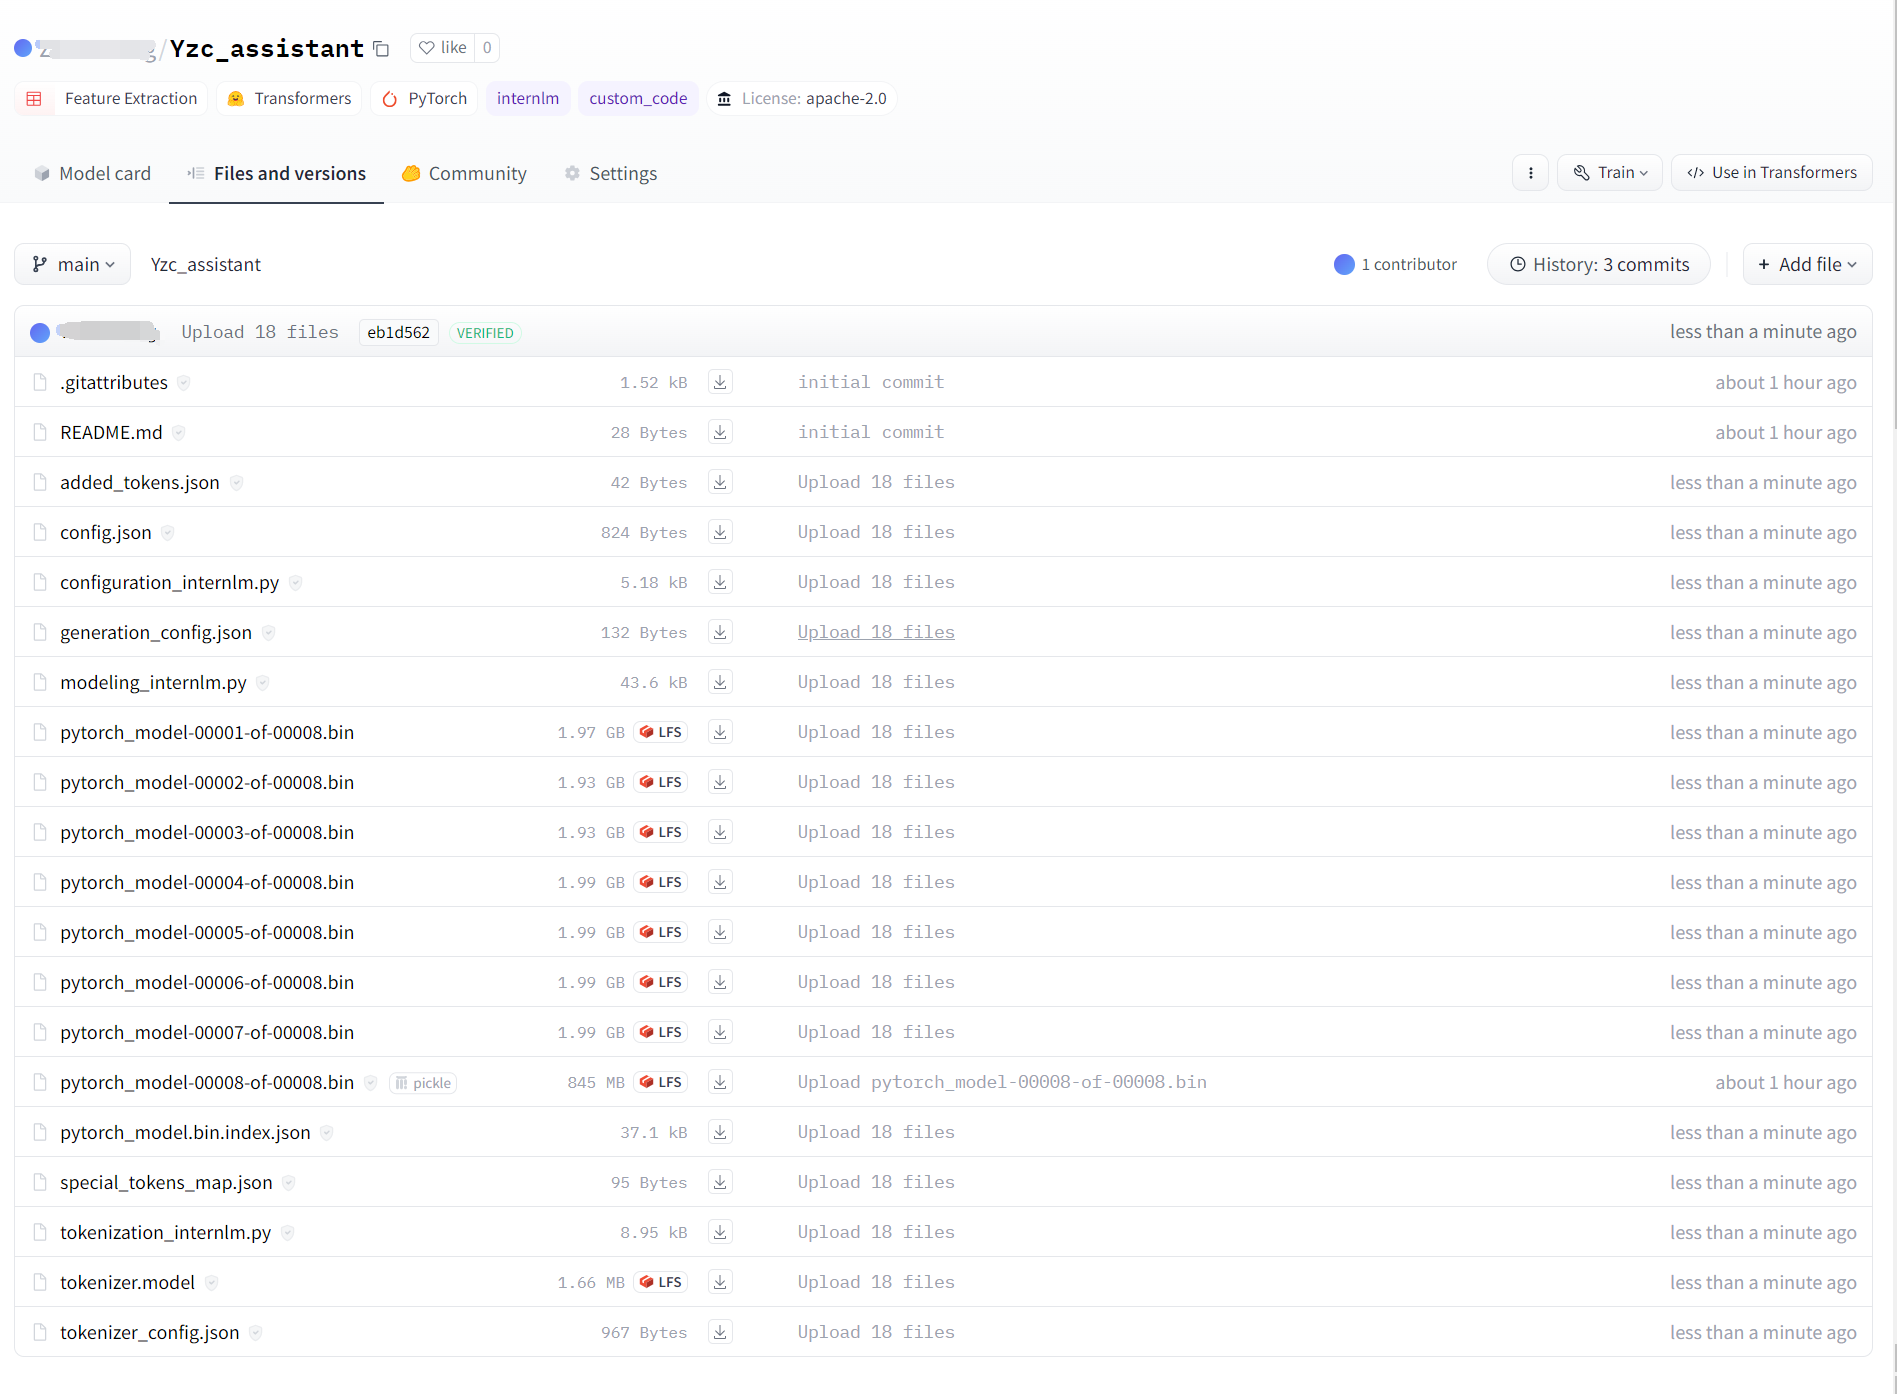 /Yzc_assistant like 0
Feature Extraction Transformers PyTorch internlm custom_code License: apache-2.0
Model card Files and versions Community Settings Train Use in Transformers
main Yzc_assistant 1 contributor History: 3 commits + Add file
Upload 18 files eb1d562 VERIFIED less than a minute ago
.gitattributes 1.52 kB initial commit about 1 hour ago
README.md 28 Bytes initial commit about 1 hour ago
added_tokens.json 42 Bytes Upload 18 files less than a minute ago
config.json 824 Bytes Upload 18 files less than a minute ago
configuration_internlm.py 5.18 kB Upload 18 files less than a minute ago
generation_config.json 132 Bytes Upload 18 files less than a minute ago
modeling_internlm.py 43.6 kB Upload 18 files less than a minute ago
pytorch_model-00001-of-00008.bin 1.97 GB LFS Upload 18 files less than a minute ago
pytorch_model-00002-of-00008.bin 1.93 GB LFS Upload 18 files less than a minute ago
pytorch_model-00003-of-00008.bin 1.93 GB LFS Upload 18 files less than a minute ago
pytorch_model-00004-of-00008.bin 1.99 GB LFS Upload 18 files less than a minute ago
pytorch_model-00005-of-00008.bin 1.99 GB LFS Upload 18 files less than a minute ago
pytorch_model-00006-of-00008.bin 1.99 GB LFS Upload 18 files less than a minute ago
pytorch_model-00007-of-00008.bin 1.99 GB LFS Upload 18 files less than a minute ago
pytorch_model-00008-of-00008.bin pickle 845 MB LFS Upload pytorch_model-00008-of-00008.bin about 1 hour ago
pytorch_model.bin.index.json 37.1 kB Upload 18 files less than a minute ago
special_tokens_map.json 95 Bytes Upload 18 files less than a minute ago
tokenization_internlm.py 8.95 kB Upload 18 files less than a minute ago
tokenizer.model 1.66 MB LFS Upload 18 files less than a minute ago
tokenizer_config.json 967 Bytes Upload 18 files less than a minute ago